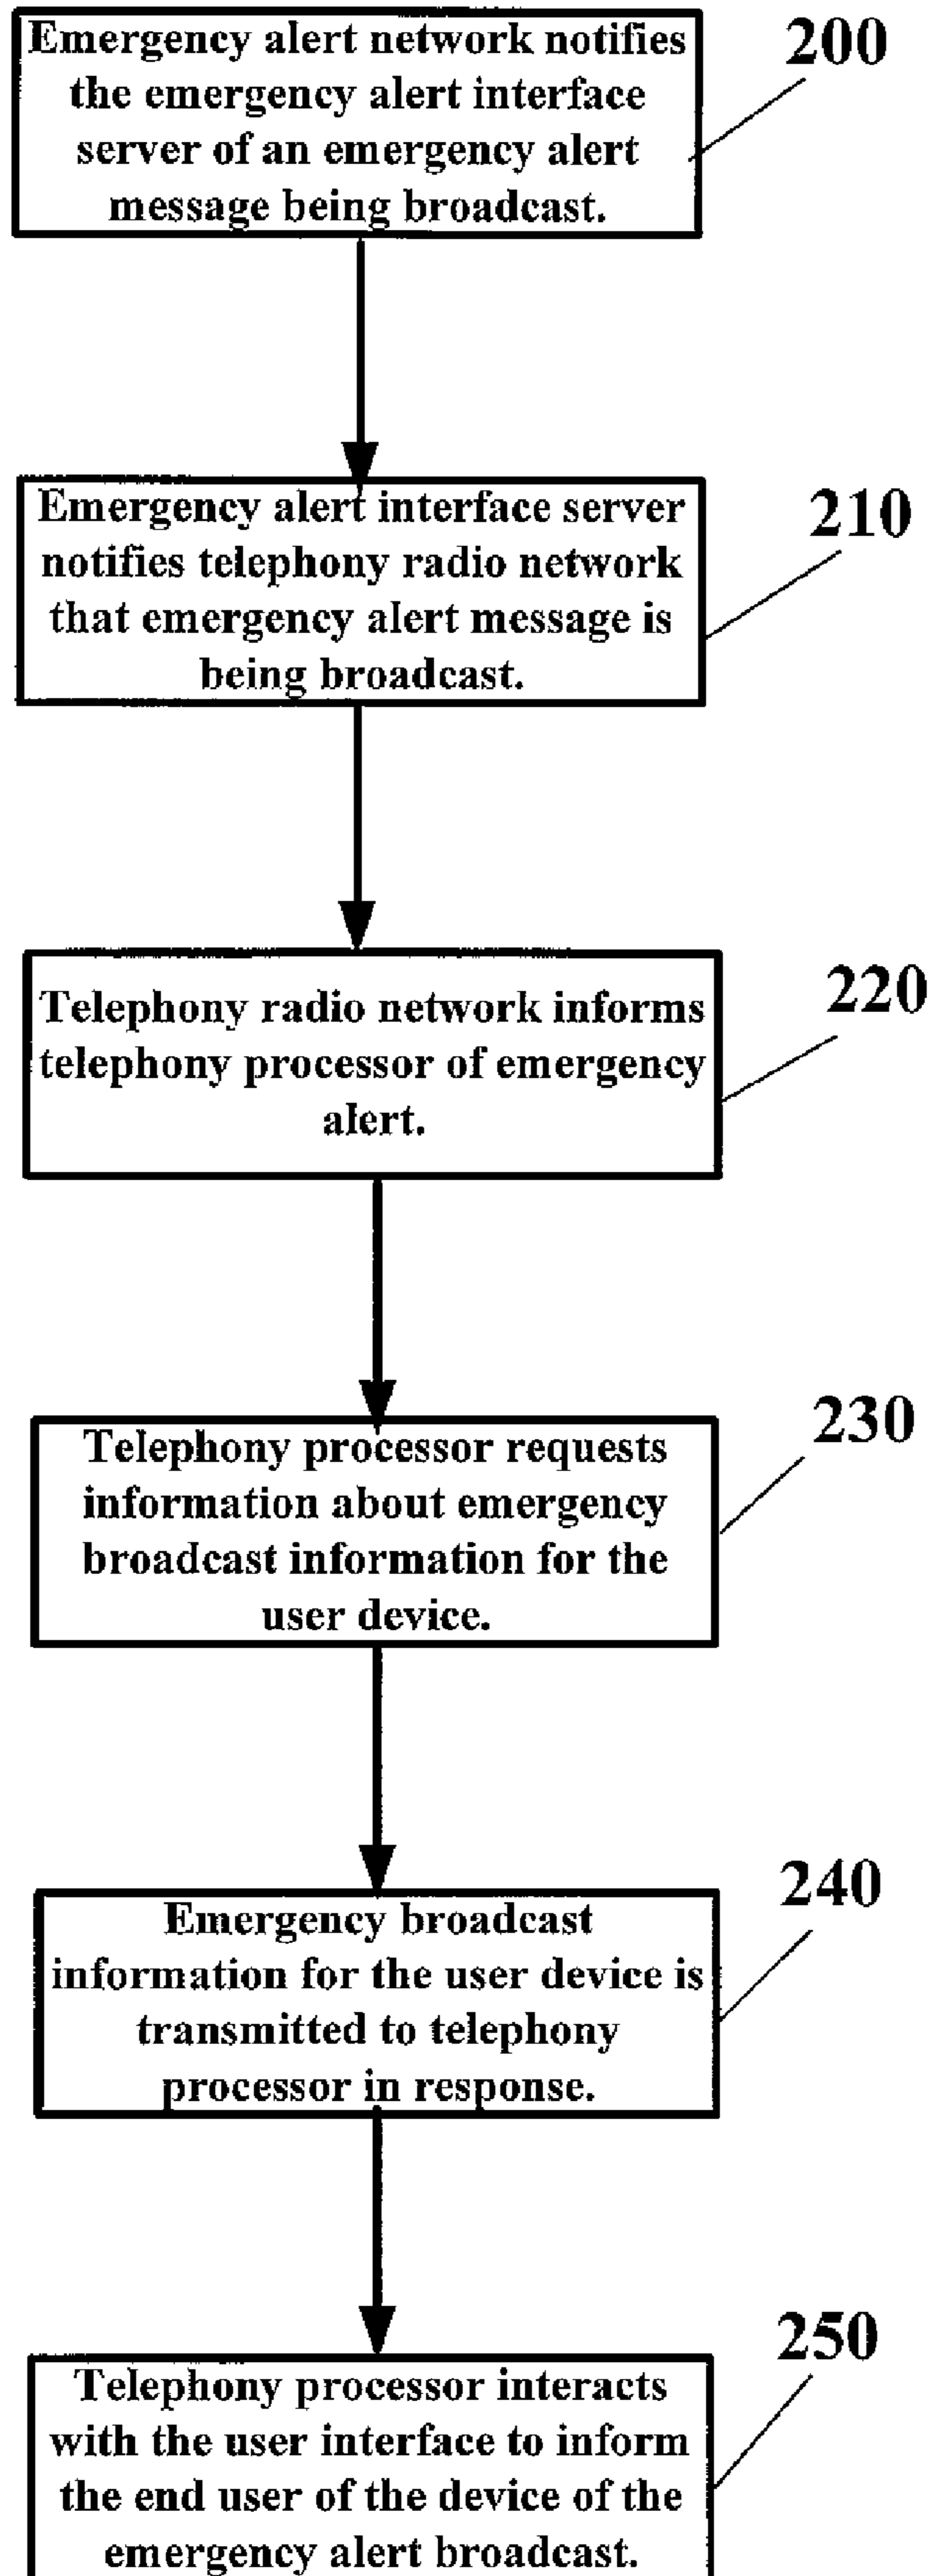 Emergency alert network notifies
the emergency alert interface
server of an emergency alert
message being broadcast.
200
Emergency alert interface server
notifies telephony radio network
that emergency alert message is
being broadcast.
210
Telephony radio network informs
telephony processor of emergency
alert.
220
Telephony processor requests
information about emergency
broadcast information for the
user device.
230
Emergency broadcast
information for the user device is
transmitted to telephony
processor in response.
240
Telephony processor interacts
with the user interface to inform
the end user of the device of the
emergency alert broadcast.
250